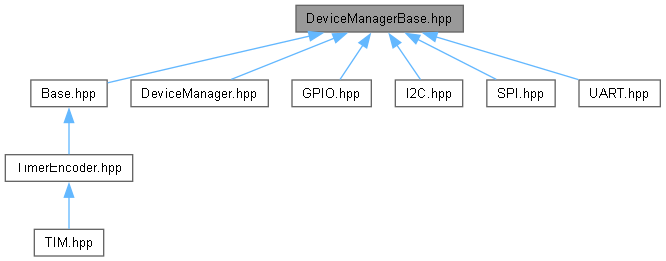 DeviceManagerBase.hpp
Base.hpp
DeviceManager.hpp
GPIO.hpp
I2C.hpp
SPI.hpp
UART.hpp
TimerEncoder.hpp
TIM.hpp